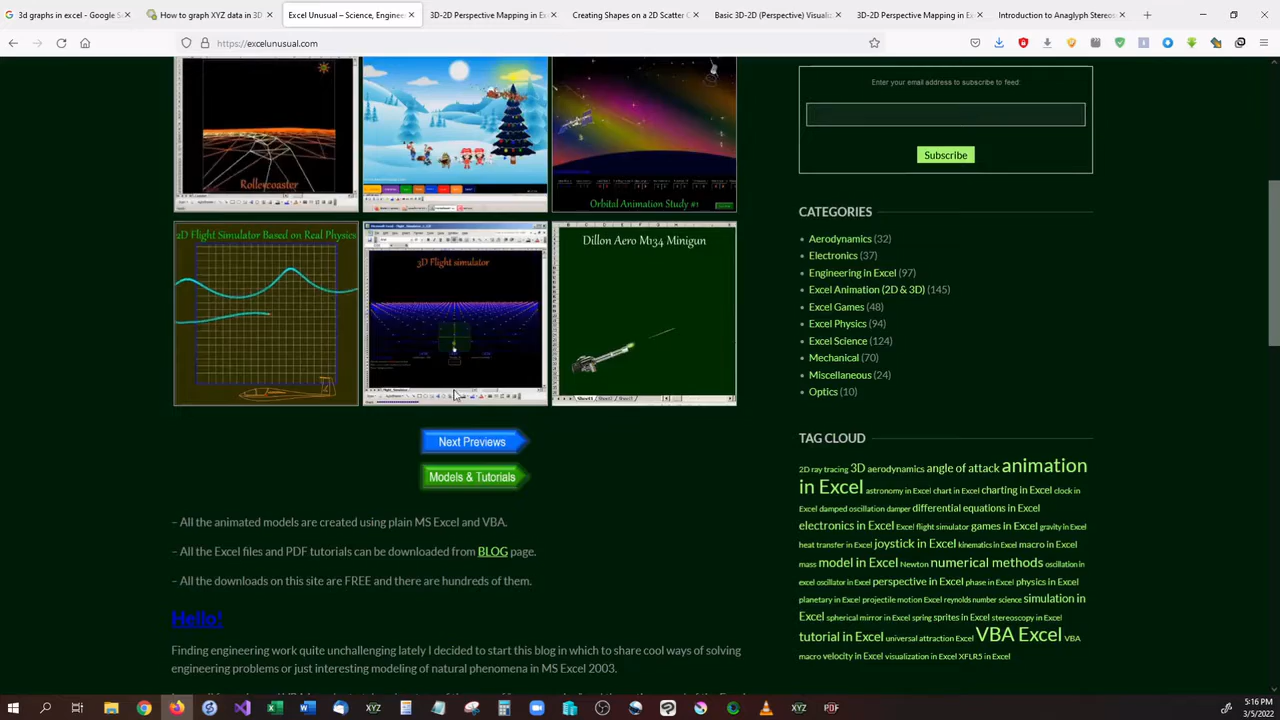 3d graphs in excel - Google S
How to graph XYZ data in 3D
Excel Unusual – Science, Engine
3D-2D Perspective Mapping in E
Creating Shapes on a 2D Scatter C
Basic 3D-2D (Perspective) Visuali
3D-2D Perspective Mapping in E
Introduction to Anaglyph Stereos
https://excelunusual.com
Rollercoaster
Orbital Animation Study #1
2D Flight Simulator Based on Real Physics
3D Flight simulator
Dillon Aero M134 Minigun
Next Previews
Models & Tutorials
– All the animated models are created using plain MS Excel and VBA.
– All the Excel files and PDF tutorials can be downloaded from BLOG page.
– All the downloads on this site are FREE and there are hundreds of them.
Hello!
Finding engineering work quite unchallenging lately I decided to start this blog in which to share cool ways of solving
engineering problems or just interesting modeling of natural phenomena in MS Excel 2003.
Enter your email address to subscribe to feed:
Subscribe
CATEGORIES
Aerodynamics (32)
Electronics (37)
Engineering in Excel (97)
Excel Animation (2D & 3D) (145)
Excel Games (48)
Excel Physics (94)
Excel Science (124)
Mechanical (70)
Miscellaneous (24)
Optics (10)
TAG CLOUD
2D ray tracing 3D aerodynamics angle of attack animation
in Excel astronomy in Excel chart in Excel charting in Excel clock in
Excel damped oscillation damper differential equations in Excel
electronics in Excel Excel flight simulator games in Excel gravity in Excel
heat transfer in Excel joystick in Excel kinematics in Excel macro in Excel
mass model in Excel Newton numerical methods oscillation in
excel oscillator in Excel perspective in Excel phase in Excel physics in Excel
planetary in Excel projectile motion Excel reynolds number science simulation in
Excel spherical mirror in Excel spring sprites in Excel stereoscopy in Excel
tutorial in Excel universal attraction Excel VBA Excel VBA
macro velocity in Excel visualization in Excel XFLR5 in Excel
5:16 PM
3/5/2022